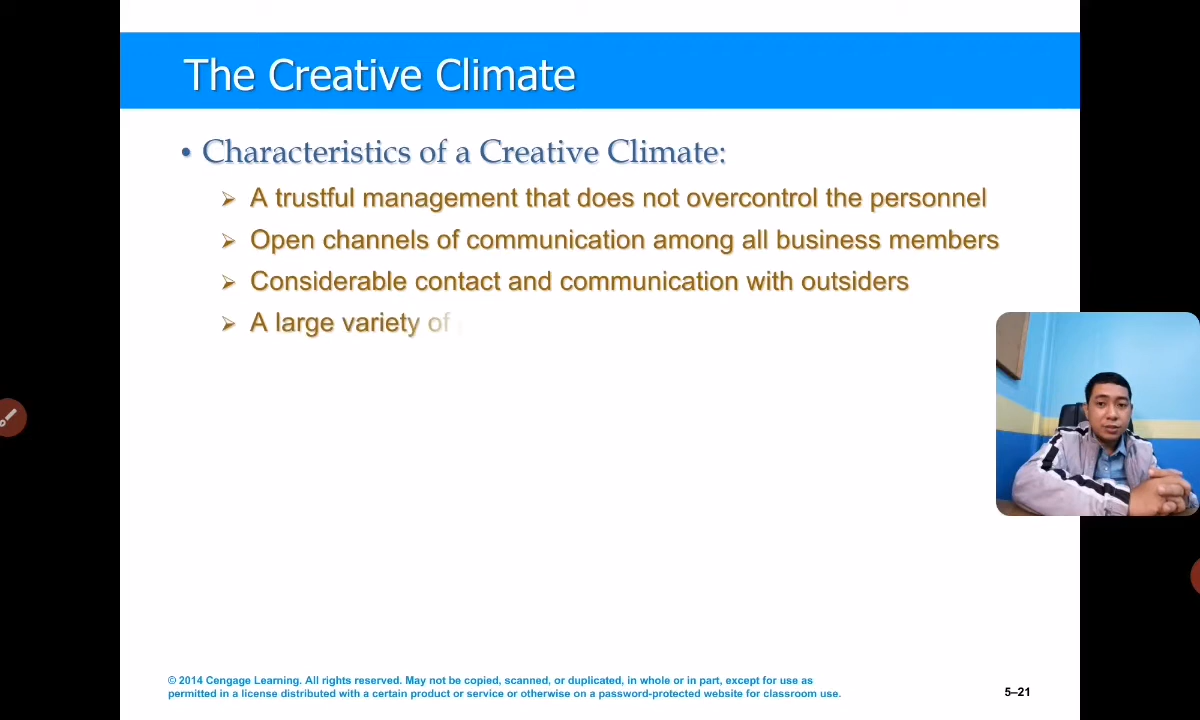 The Creative Climate
• Characteristics of a Creative Climate:
➢ A trustful management that does not overcontrol the personnel
➢ Open channels of communication among all business members
➢ Considerable contact and communication with outsiders
➢ A large variety of
© 2014 Cengage Learning. All rights reserved. May not be copied, scanned, or duplicated, in whole or in part, except for use as
permitted in a license distributed with a certain product or service or otherwise on a password-protected website for classroom use.
5–21